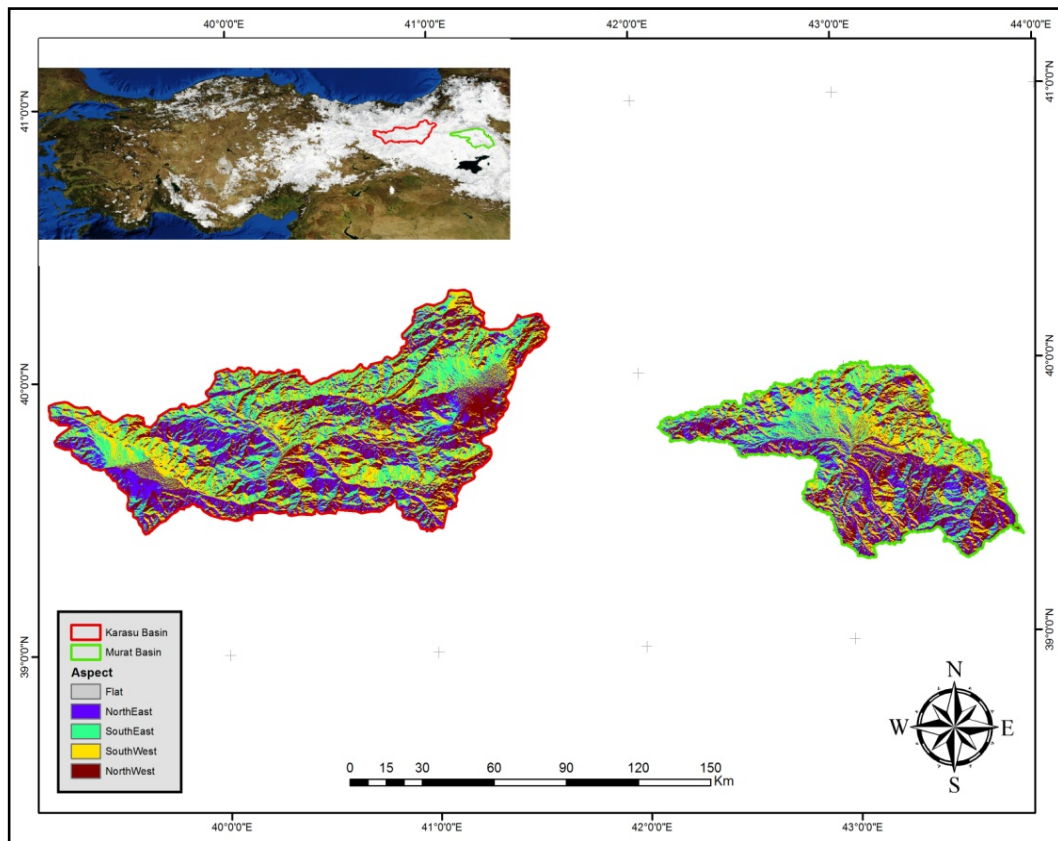 40°0'0"E 41°0'0"E 42°0'0"E 43°0'0"E 44°0'0"E
41°0'0"N 41°0'0"N
40°0'0"N 40°0'0"N
39°0'0"N 39°0'0"N
Karasu Basin
Murat Basin
Aspect
Flat
NorthEast
SouthEast
SouthWest
NorthWest
N
W E
S
0 15 30 60 90 120 150
Km
40°0'0"E 41°0'0"E 42°0'0"E 43°0'0"E